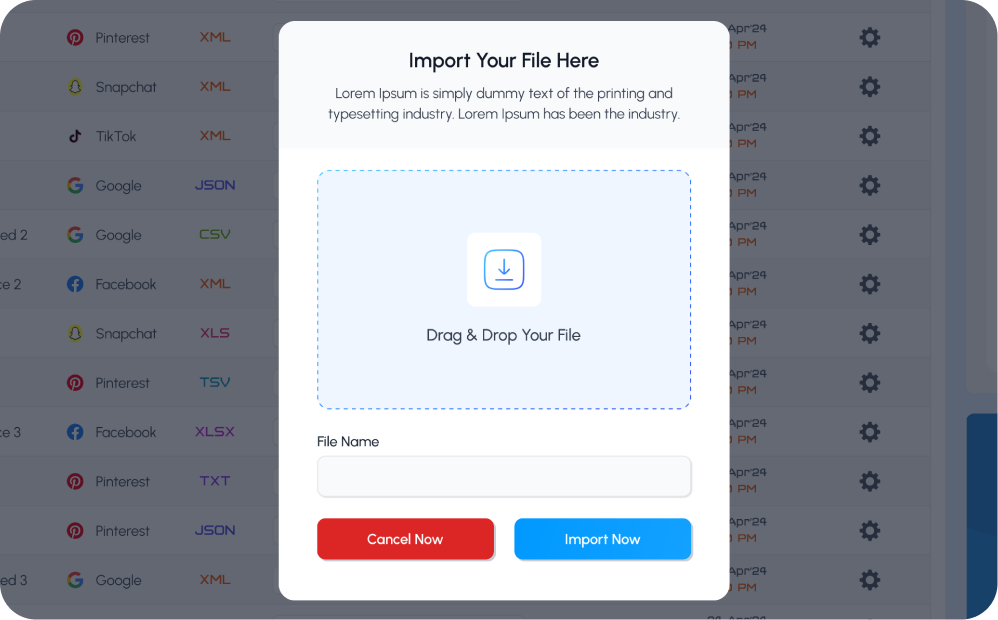 Pinterest XML Apr'24
PM
Snapchat XML Apr'24
PM
TikTok XML Apr'24
PM
Google JSON Apr'24
PM
ed 2 Google CSV Apr'24
PM
ce 2 Facebook XML Apr'24
PM
Snapchat XLS Apr'24
PM
Pinterest TSV Apr'24
PM
ce 3 Facebook XLSX Apr'24
PM
Pinterest TXT Apr'24
PM
Pinterest JSON Apr'24
PM
ed 3 Google XML Apr'24
PM
Import Your File Here
Lorem Ipsum is simply dummy text of the printing and
typesetting industry. Lorem Ipsum has been the industry.
Drag & Drop Your File
File Name
Cancel Now
Import Now